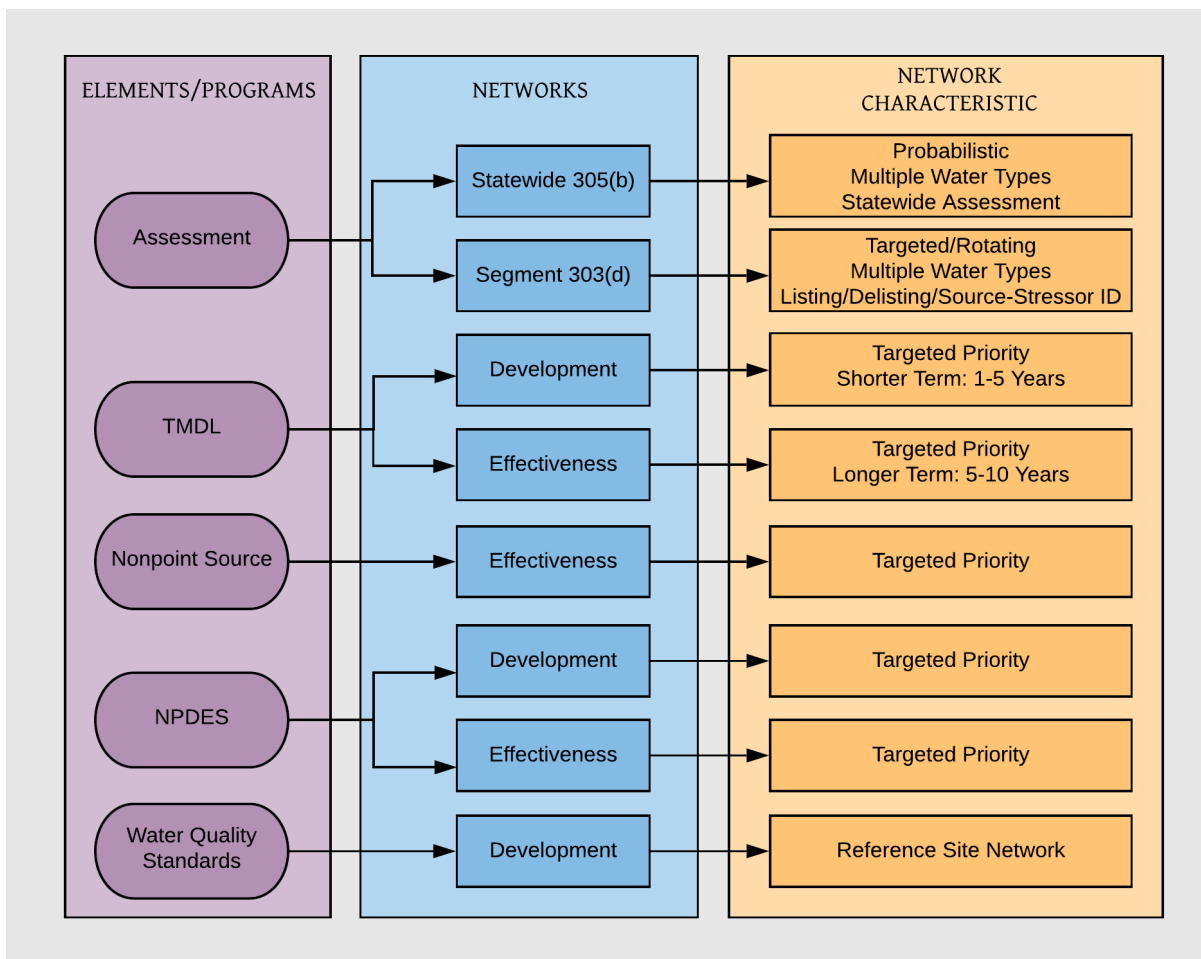 ELEMENTS/PROGRAMS
NETWORKS
NETWORK
CHARACTERISTIC
Assessment
Statewide 305(b)
Probabilistic
Multiple Water Types
Statewide Assessment
Segment 303(d)
Targeted/Rotating
Multiple Water Types
Listing/Delisting/Source-Stressor ID
TMDL
Development
Targeted Priority
Shorter Term: 1-5 Years
Effectiveness
Targeted Priority
Longer Term: 5-10 Years
Nonpoint Source
Effectiveness
Targeted Priority
NPDES
Development
Targeted Priority
Effectiveness
Targeted Priority
Water Quality
Standards
Development
Reference Site Network